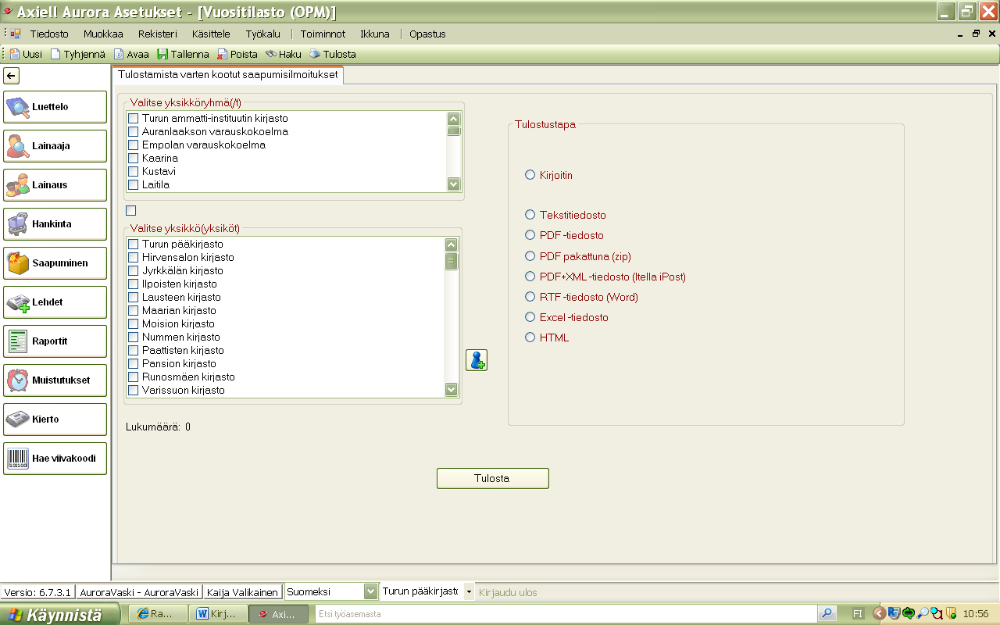 Axiell Aurora Asetukset - [Vuositilasto (OPM)]
Tiedosto Muokkaa Rekisteri Käsittele Työkalu Toiminnot Ikkuna Opastus
Uusi Tyhjennä Avaa Tallenna Poista Haku Tulosta
Tulostamista varten kootut saapumisilmoitukset
Luettelo
Lainaaja
Lainaus
Hankinta
Saapuminen
Lehdet
Raportit
Muistutukset
Kierto
Hae viivakoodi
Valitse yksikköryhmä(/t)
Turun ammatti-instituutin kirjasto
Auranlaakson varauskokoelma
Empolan varauskokoelma
Kaarina
Kustavi
Laitila
Valitse yksikkö(yksiköt)
Turun pääkirjasto
Hirvensalon kirjasto
Jyrkkälän kirjasto
Ilpoisten kirjasto
Lausteen kirjasto
Maarian kirjasto
Moision kirjasto
Nummen kirjasto
Paattisten kirjasto
Pansion kirjasto
Runosmäen kirjasto
Varissuon kirjasto
Lukumäärä: 0
Tulostustapa
Kirjoitin
Tekstitiedosto
PDF-tiedosto
PDF pakattuna (zip)
PDF+XML-tiedosto (Itella iPost)
RTF-tiedosto (Word)
Excel-tiedosto
HTML
Tulosta
Versio: 6.7.3.1 AuroraVaski - AuroraVaski Kaija Valikainen Suomeksi Turun pääkirjasto Kirjaudu ulos
Käynnistä Ra... Kirj... Axi... Etsi työasemasta FI 10:56